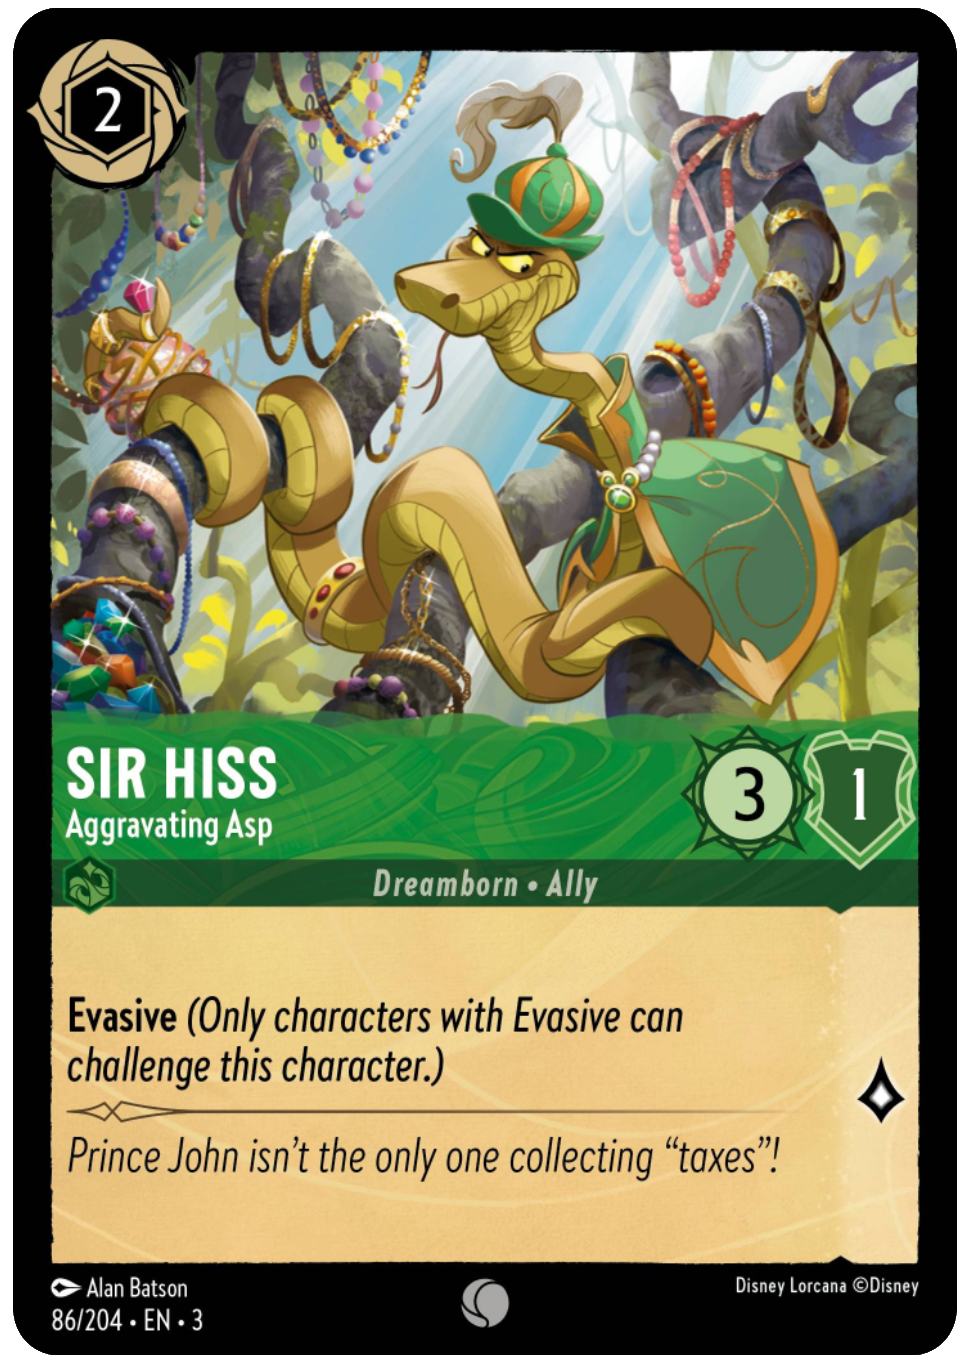 2
SIR HISS
Aggravating Asp
3
1
Dreamborn • Ally
Evasive (Only characters with Evasive can
challenge this character.)
Prince John isn't the only one collecting “taxes”!
Alan Batson
Disney Lorcana ©Disney
86/204 • EN • 3